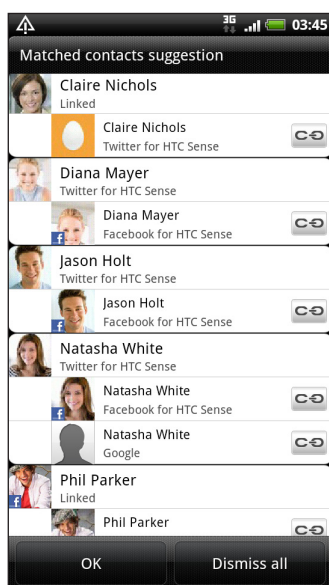 3G
03:45
Matched contacts suggestion
Claire Nichols
Linked
Claire Nichols
Twitter for HTC Sense
Diana Mayer
Twitter for HTC Sense
f
Diana Mayer
Facebook for HTC Sense
Jason Holt
Twitter for HTC Sense
f
Jason Holt
Facebook for HTC Sense
Natasha White
Twitter for HTC Sense
f
Natasha White
Facebook for HTC Sense
Natasha White
Google
f
Phil Parker
Linked
Phil Parker
OK
Dismiss all